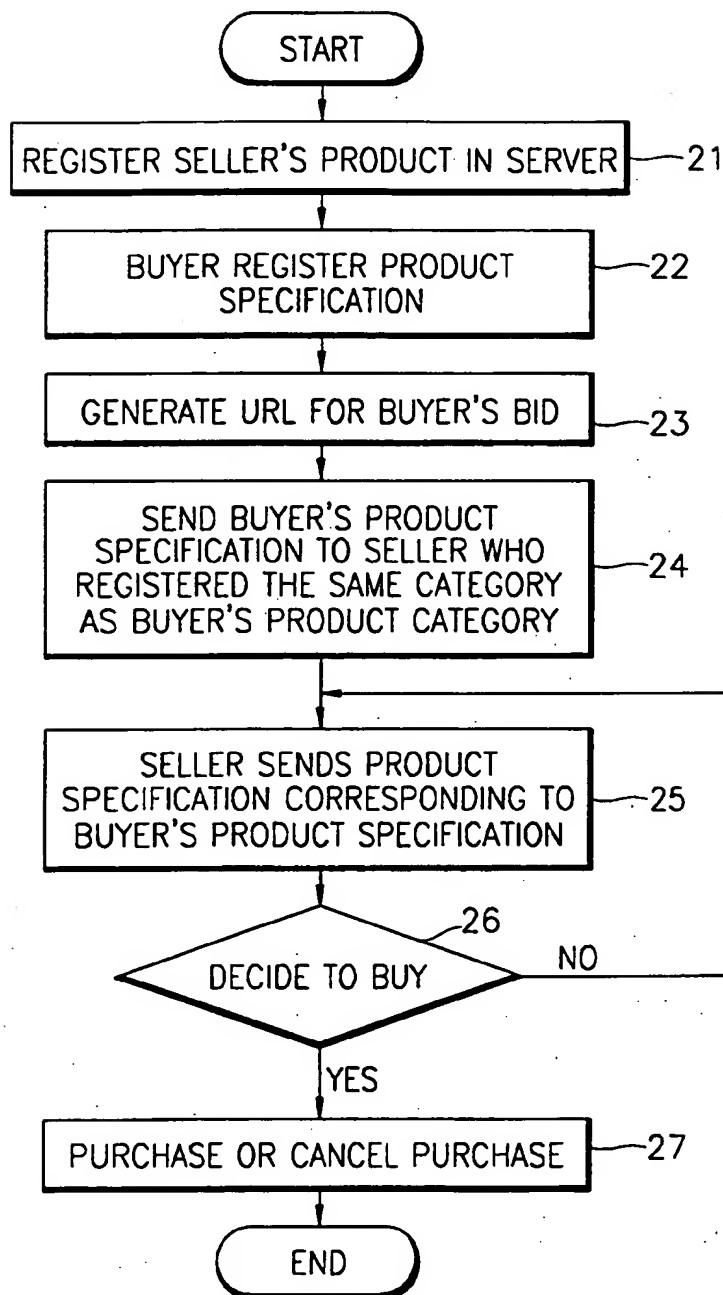 START
REGISTER SELLER'S PRODUCT IN SERVER
21
BUYER REGISTER PRODUCT
SPECIFICATION
22
GENERATE URL FOR BUYER'S BID
23
SEND BUYER'S PRODUCT
SPECIFICATION TO SELLER WHO
REGISTERED THE SAME CATEGORY
AS BUYER'S PRODUCT CATEGORY
24
SELLER SENDS PRODUCT
SPECIFICATION CORRESPONDING TO
BUYER'S PRODUCT SPECIFICATION
25
26
DECIDE TO BUY
NO
YES
PURCHASE OR CANCEL PURCHASE
27
END